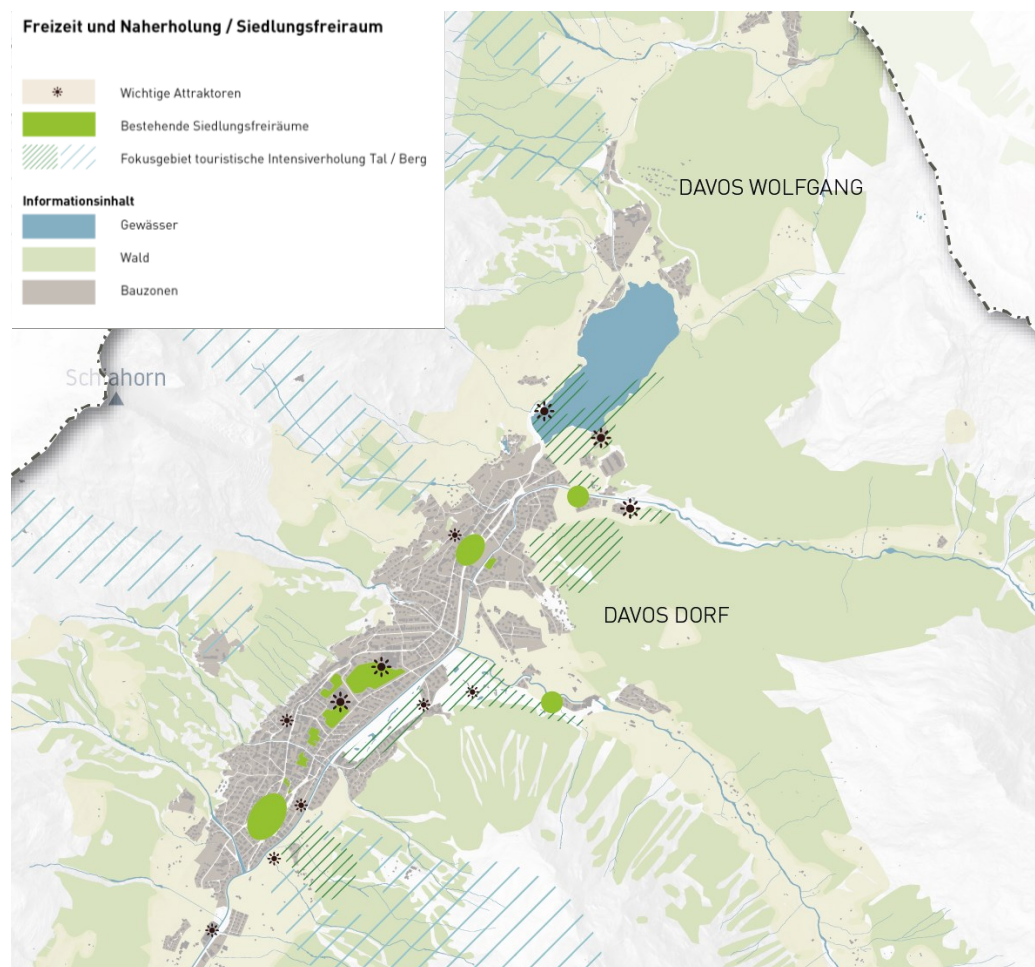 Freizeit und Naherholung / Siedlungsfreiraum
Wichtige Attraktoren
Bestehende Siedlungsfreiräume
Fokusgebiet touristische Intensiverholung Tal / Berg
Informationsinhalt
Gewässer
Wald
Bauzonen
DAVOS WOLFGANG
Schiahorn
DAVOS DORF